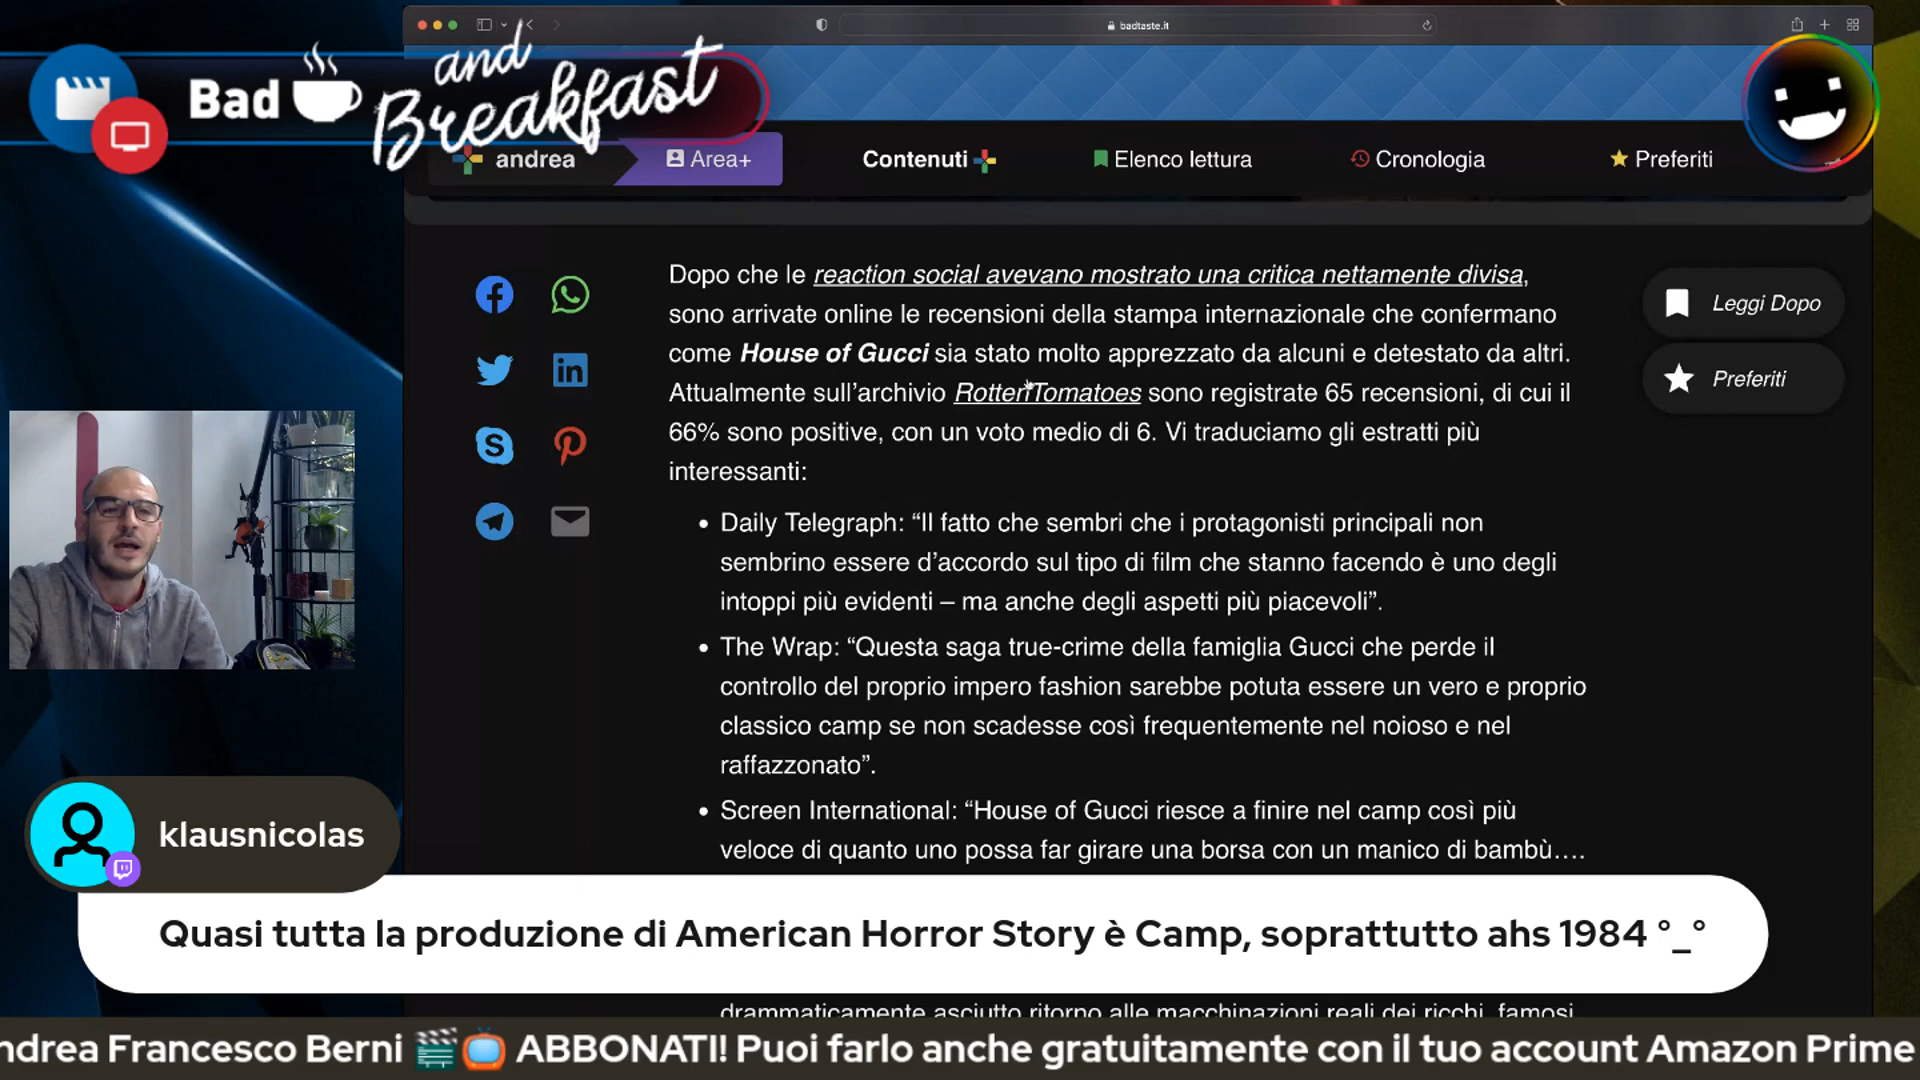 badtaste.it
Bad and Breakfast
andrea
Area+
Contenuti
Elenco lettura
Cronologia
Preferiti
Dopo che le reaction social avevano mostrato una critica nettamente divisa,
sono arrivate online le recensioni della stampa internazionale che confermano
come House of Gucci sia stato molto apprezzato da alcuni e detestato da altri.
Attualmente sull’archivio RottenTomatoes sono registrate 65 recensioni, di cui il
66% sono positive, con un voto medio di 6. Vi traduciamo gli estratti più
interessanti:
Leggi Dopo
Preferiti
• Daily Telegraph: “Il fatto che sembri che i protagonisti principali non
sembrino essere d’accordo sul tipo di film che stanno facendo è uno degli
intoppi più evidenti – ma anche degli aspetti più piacevoli”.
• The Wrap: “Questa saga true-crime della famiglia Gucci che perde il
controllo del proprio impero fashion sarebbe potuta essere un vero e proprio
classico camp se non scadesse così frequentemente nel noioso e nel
raffazzonato”.
• Screen International: “House of Gucci riesce a finire nel camp così più
veloce di quanto uno possa far girare una borsa con un manico di bambù….
klausnicolas
Quasi tutta la produzione di American Horror Story è Camp, soprattutto ahs 1984 °_°
drammaticamente asciutto ritorno alle macchinazioni reali dei ricchi, famosi
ndrea Francesco Berni 🎬📺 ABBONATI! Puoi farlo anche gratuitamente con il tuo account Amazon Prime